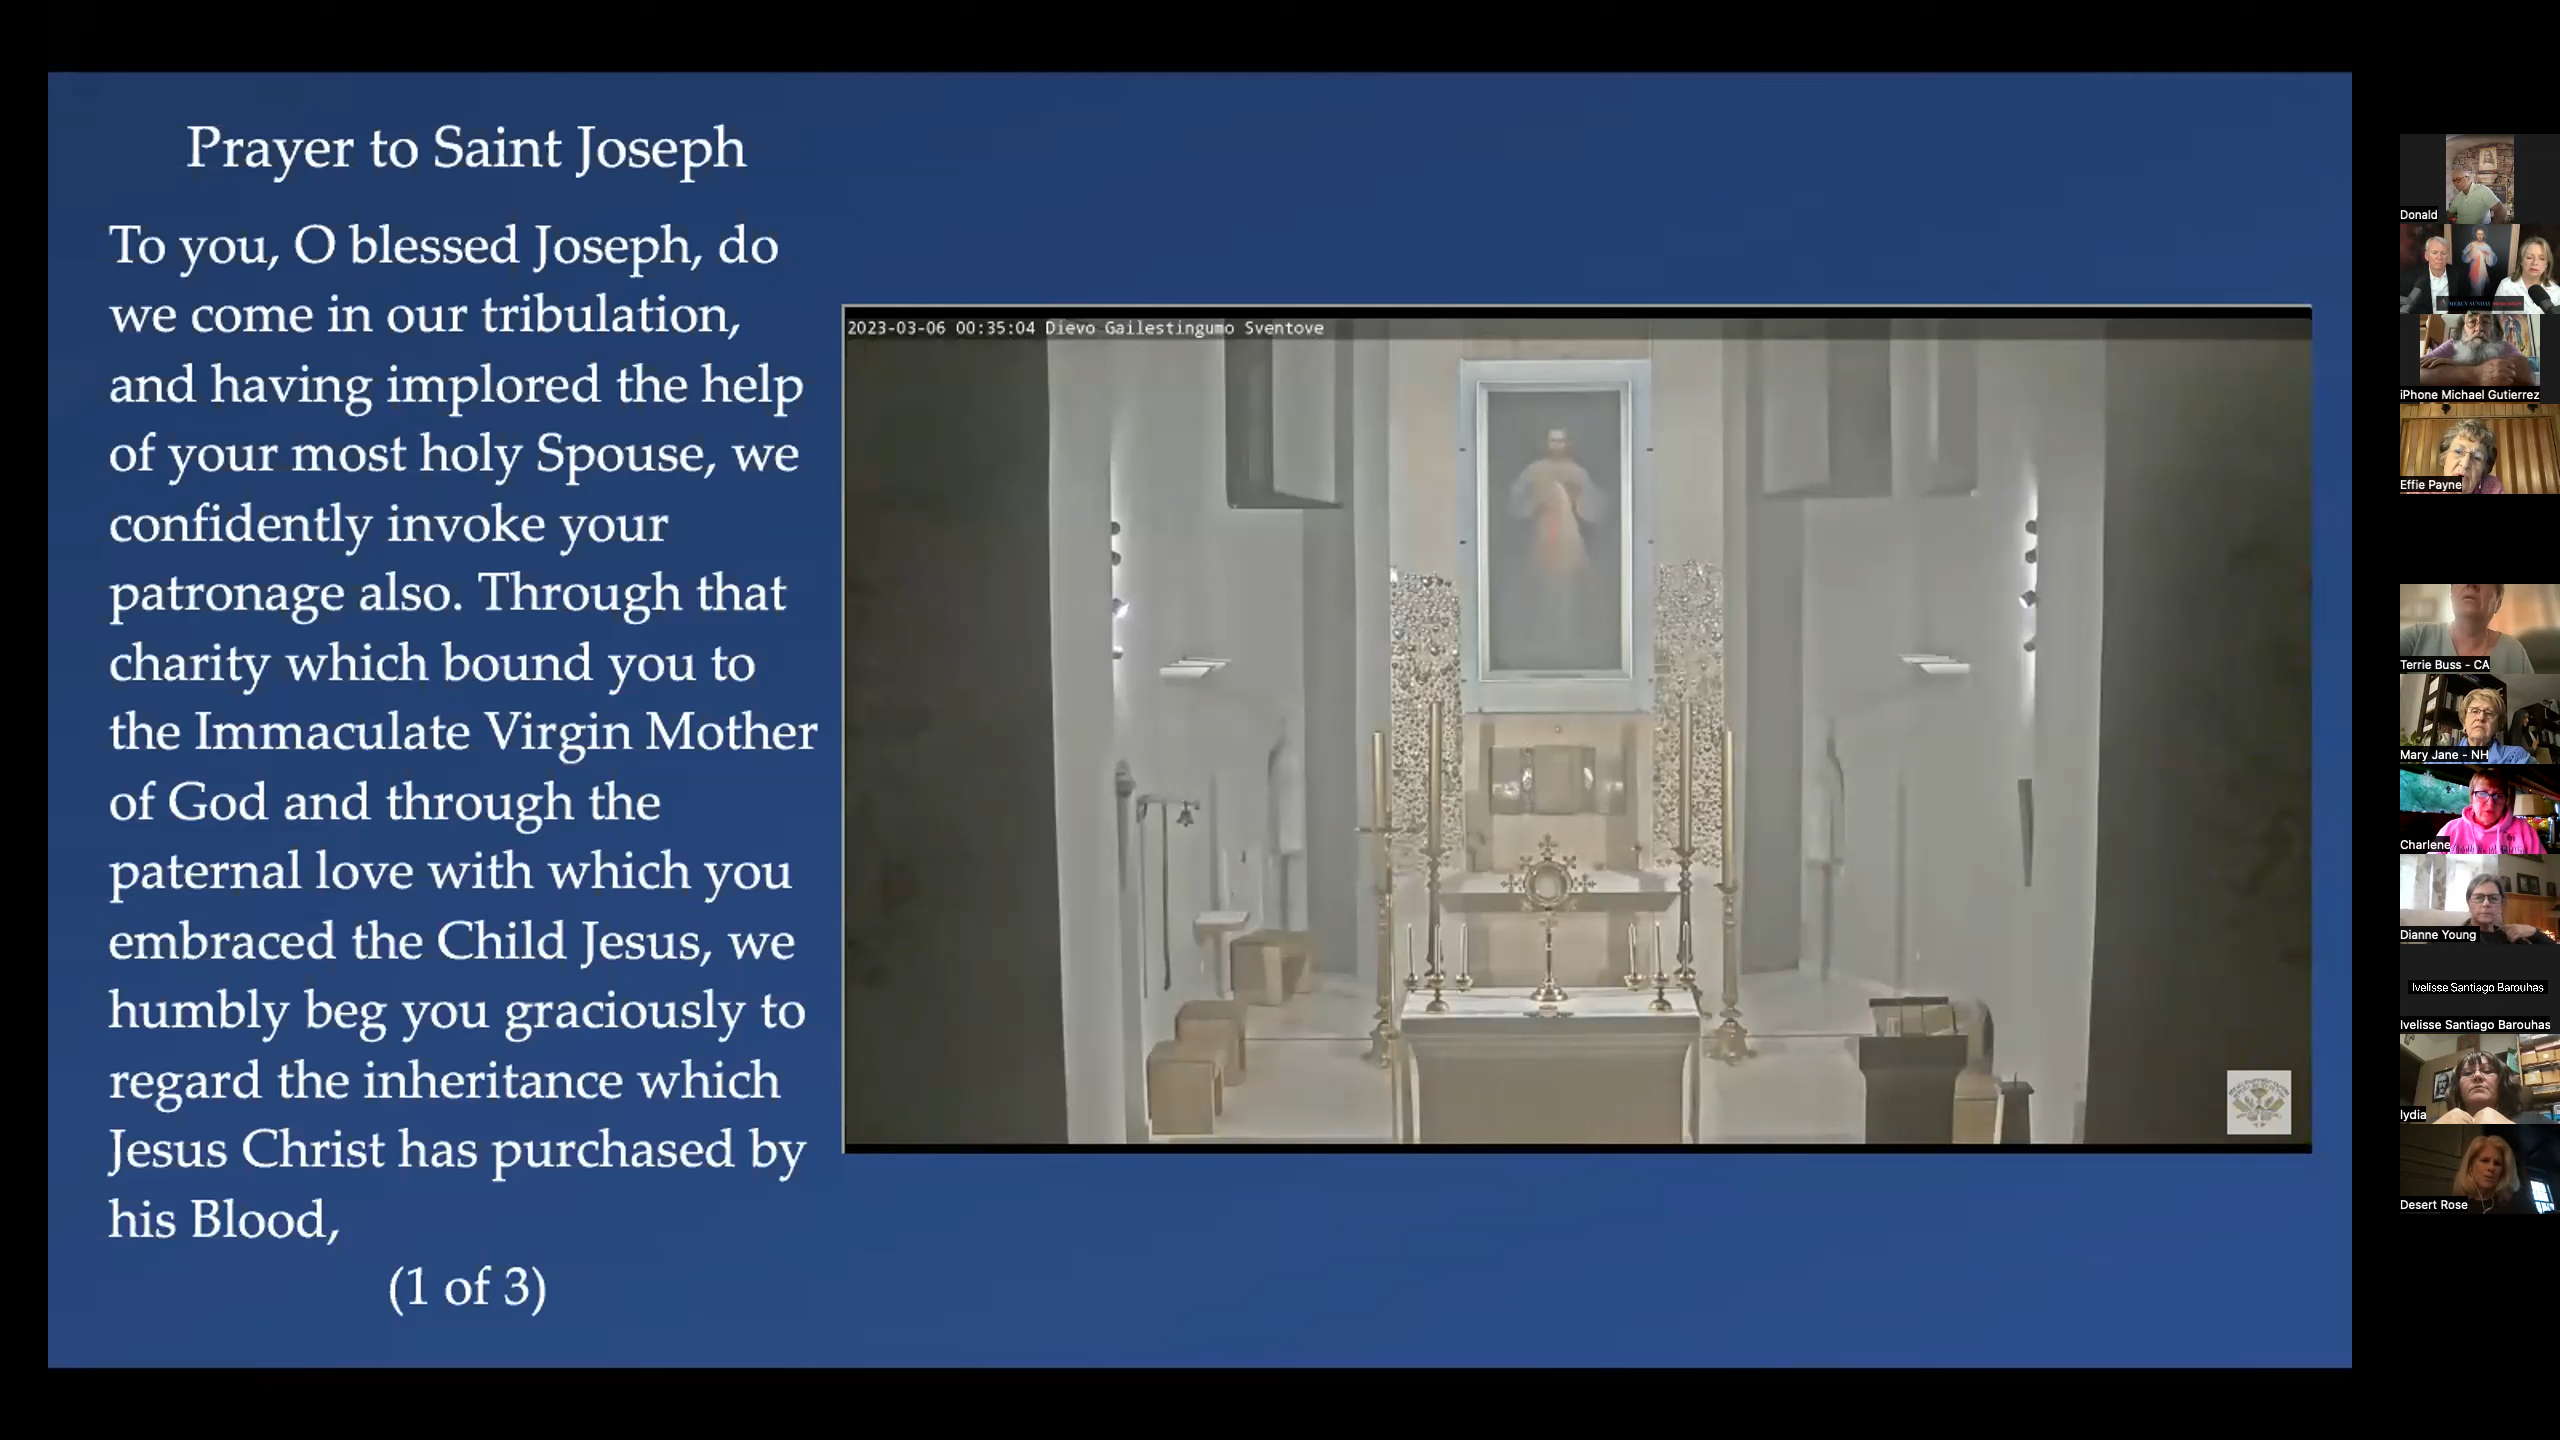 Prayer to Saint Joseph
To you, O blessed Joseph, do
we come in our tribulation,
and having implored the help
of your most holy Spouse, we
confidently invoke your
patronage also. Through that
charity which bound you to
the Immaculate Virgin Mother
of God and through the
paternal love with which you
embraced the Child Jesus, we
humbly beg you graciously to
regard the inheritance which
Jesus Christ has purchased by
his Blood,
(1 of 3)
2023-03-06 00:35:04 Dievo Gailestingumo Sventove
Donald
MERCY SUNDAY
iPhone Michael Gutierrez
Effie Payne
Terrie Buss - CA
Mary Jane - NH
Charlene
Dianne Young
Ivelisse Santiago Barouhas
Ivelisse Santiago Barouhas
lydia
Desert Rose